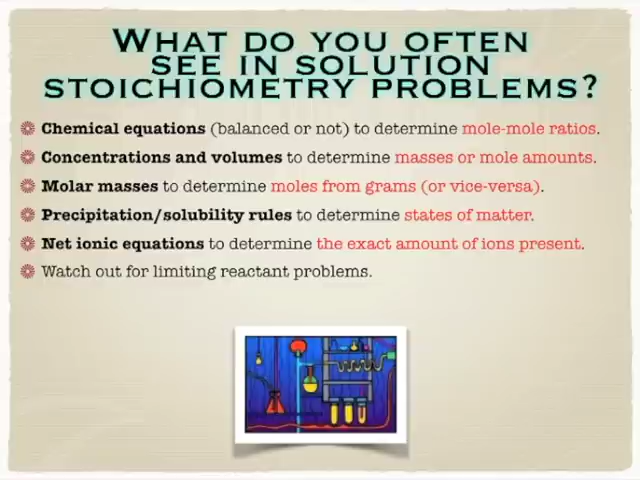 What do you often
see in solution
stoichiometry problems?
Chemical equations (balanced or not) to determine mole-mole ratios.
Concentrations and volumes to determine masses or mole amounts.
Molar masses to determine moles from grams (or vice-versa).
Precipitation/solubility rules to determine states of matter.
Net ionic equations to determine the exact amount of ions present.
Watch out for limiting reactant problems.